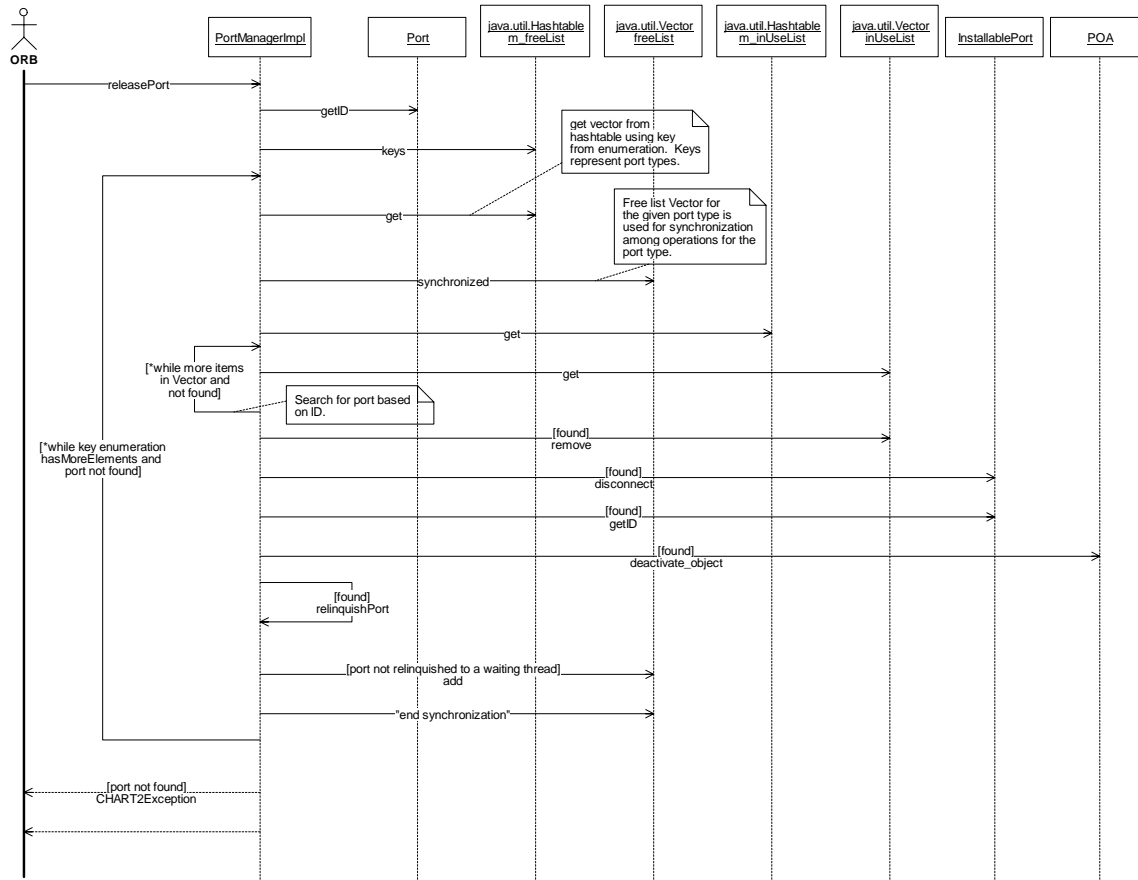 ORB
PortManagerImpl
Port
java.util.Hashtable
m_freeList
java.util.Vector
freeList
java.util.Hashtable
m_inUseList
java.util.Vector
inUseList
InstallablePort
POA
releasePort
getID
get vector from
hashtable using key
from enumeration. Keys
represent port types.
keys
Free list Vector for
the given port type is
used for synchronization
among operations for the
port type.
get
synchronized
get
[*while more items
in Vector and
not found]
get
Search for port based
on ID.
[*while key enumeration
hasMoreElements and
port not found]
[found]
remove
[found]
disconnect
[found]
getID
[found]
deactivate_object
[found]
relinquishPort
[port not relinquished to a waiting thread]
add
"end synchronization"
[port not found]
CHART2Exception